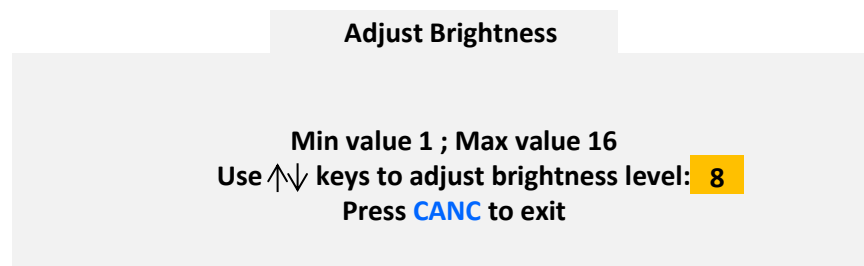 Adjust Brightness
Min value 1 ; Max value 16
Use ↑↓ keys to adjust brightness level: 8
Press CANC to exit